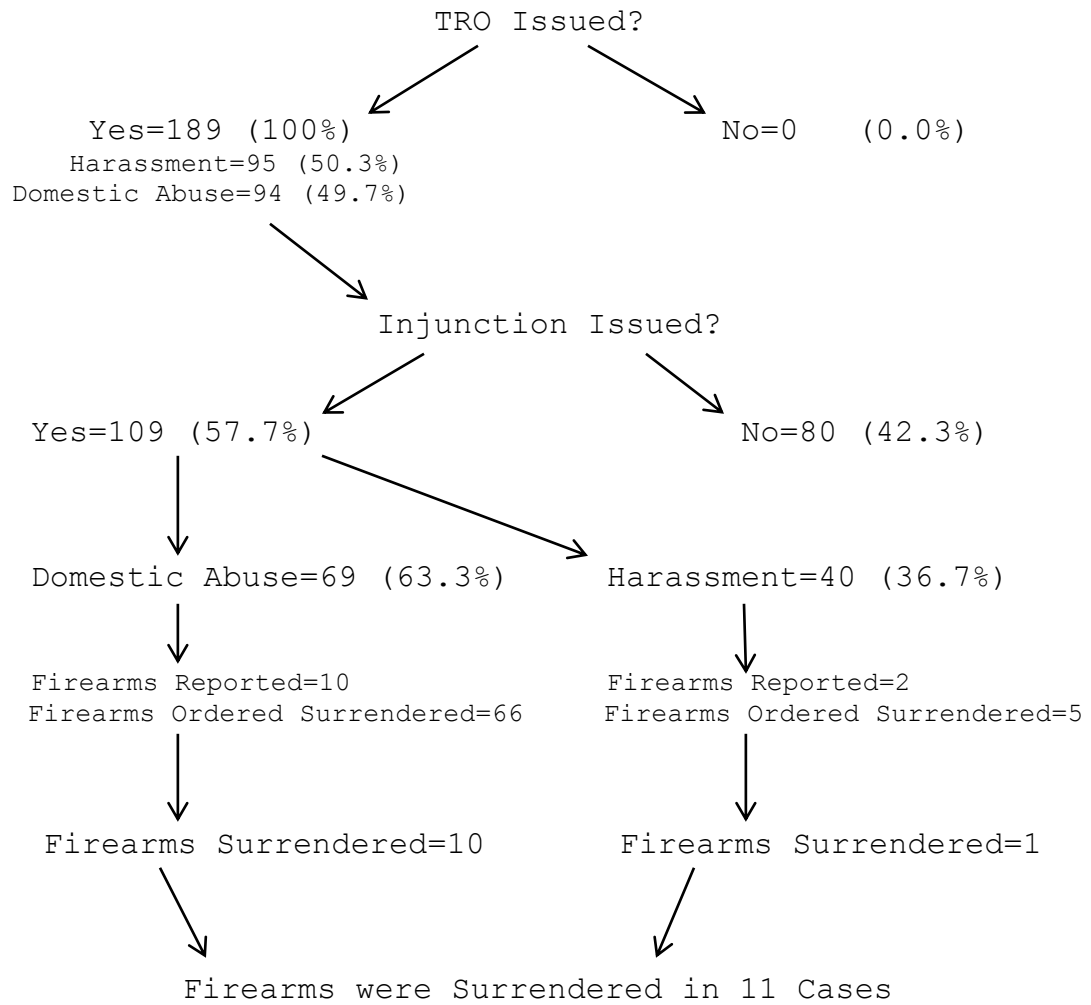 TRO Issued?
Yes=189 (100%)
No=0 (0.0%)
Harassment=95 (50.3%)
Domestic Abuse=94 (49.7%)
Injunction Issued?
Yes=109 (57.7%)
No=80 (42.3%)
Domestic Abuse=69 (63.3%)
Harassment=40 (36.7%)
Firearms Reported=10
Firearms Ordered Surrendered=66
Firearms Reported=2
Firearms Ordered Surrendered=5
Firearms Surrendered=10
Firearms Surrendered=1
Firearms were Surrendered in 11 Cases